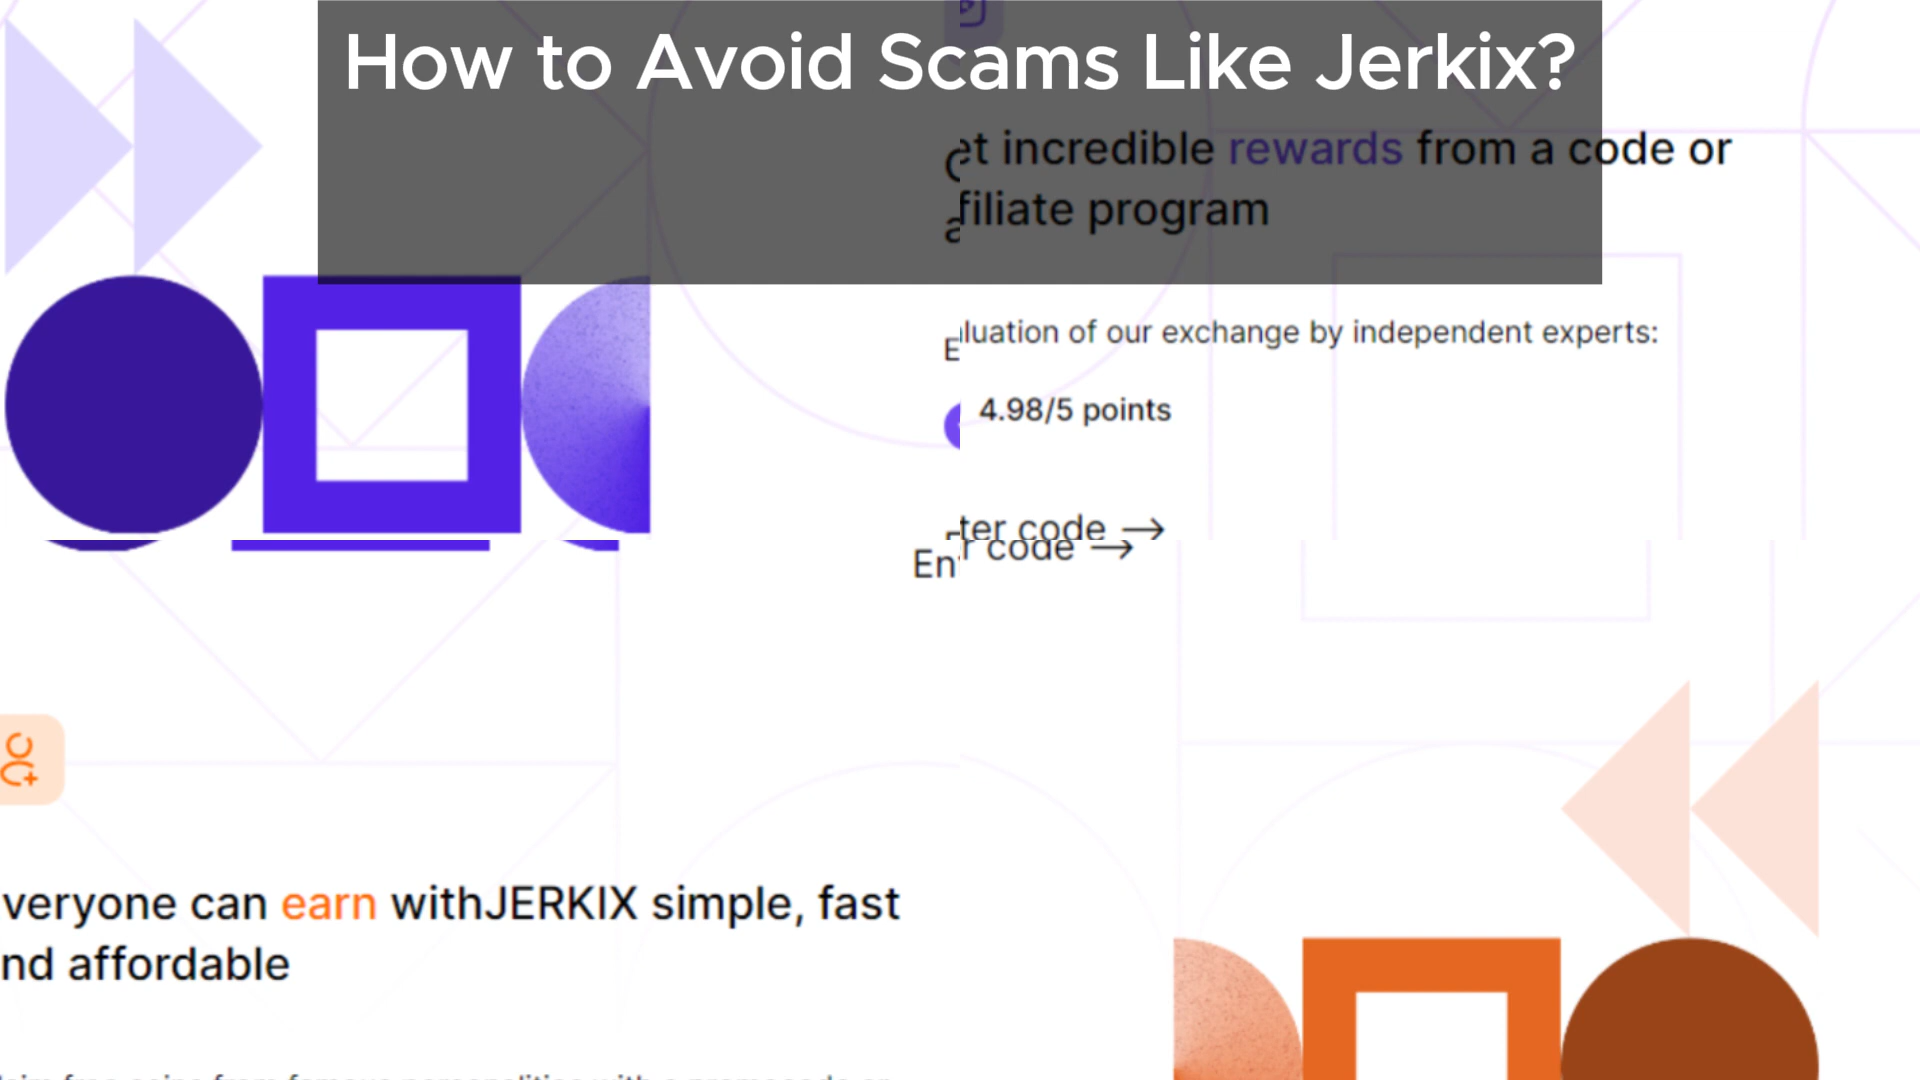 How to Avoid Scams Like Jerkix?
et incredible rewards from a code or
filiate program
luation of our exchange by independent experts:
4.98/5 points
ter code →
En r code →
veryone can earn withJERKIX simple, fast
nd affordable